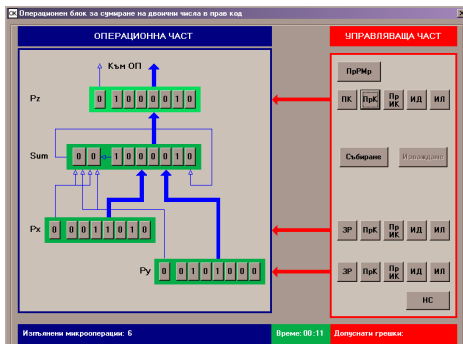 Операционен блок за сумиране на двоични числа в прав код
ОПЕРАЦИОННА ЧАСТ
УПРАВЛЯВАЩА ЧАСТ
Към ОП
ПрРМр
Pz 0 1 0 0 0 0 1 0
ПК ПрК Пр ИК ИД ИЛ
Sum 0 0 1 0 0 0 0 1 0
Събиране Изваждане
Px 0 0 0 1 1 0 1 0
ЗР ПрК Пр ИК ИД ИЛ
Py 0 0 1 0 1 0 0 0
ЗР ПрК Пр ИК ИД ИЛ
НС
Изпълнени микрооперации: 6
Време: 00:11
Допуснати грешки: